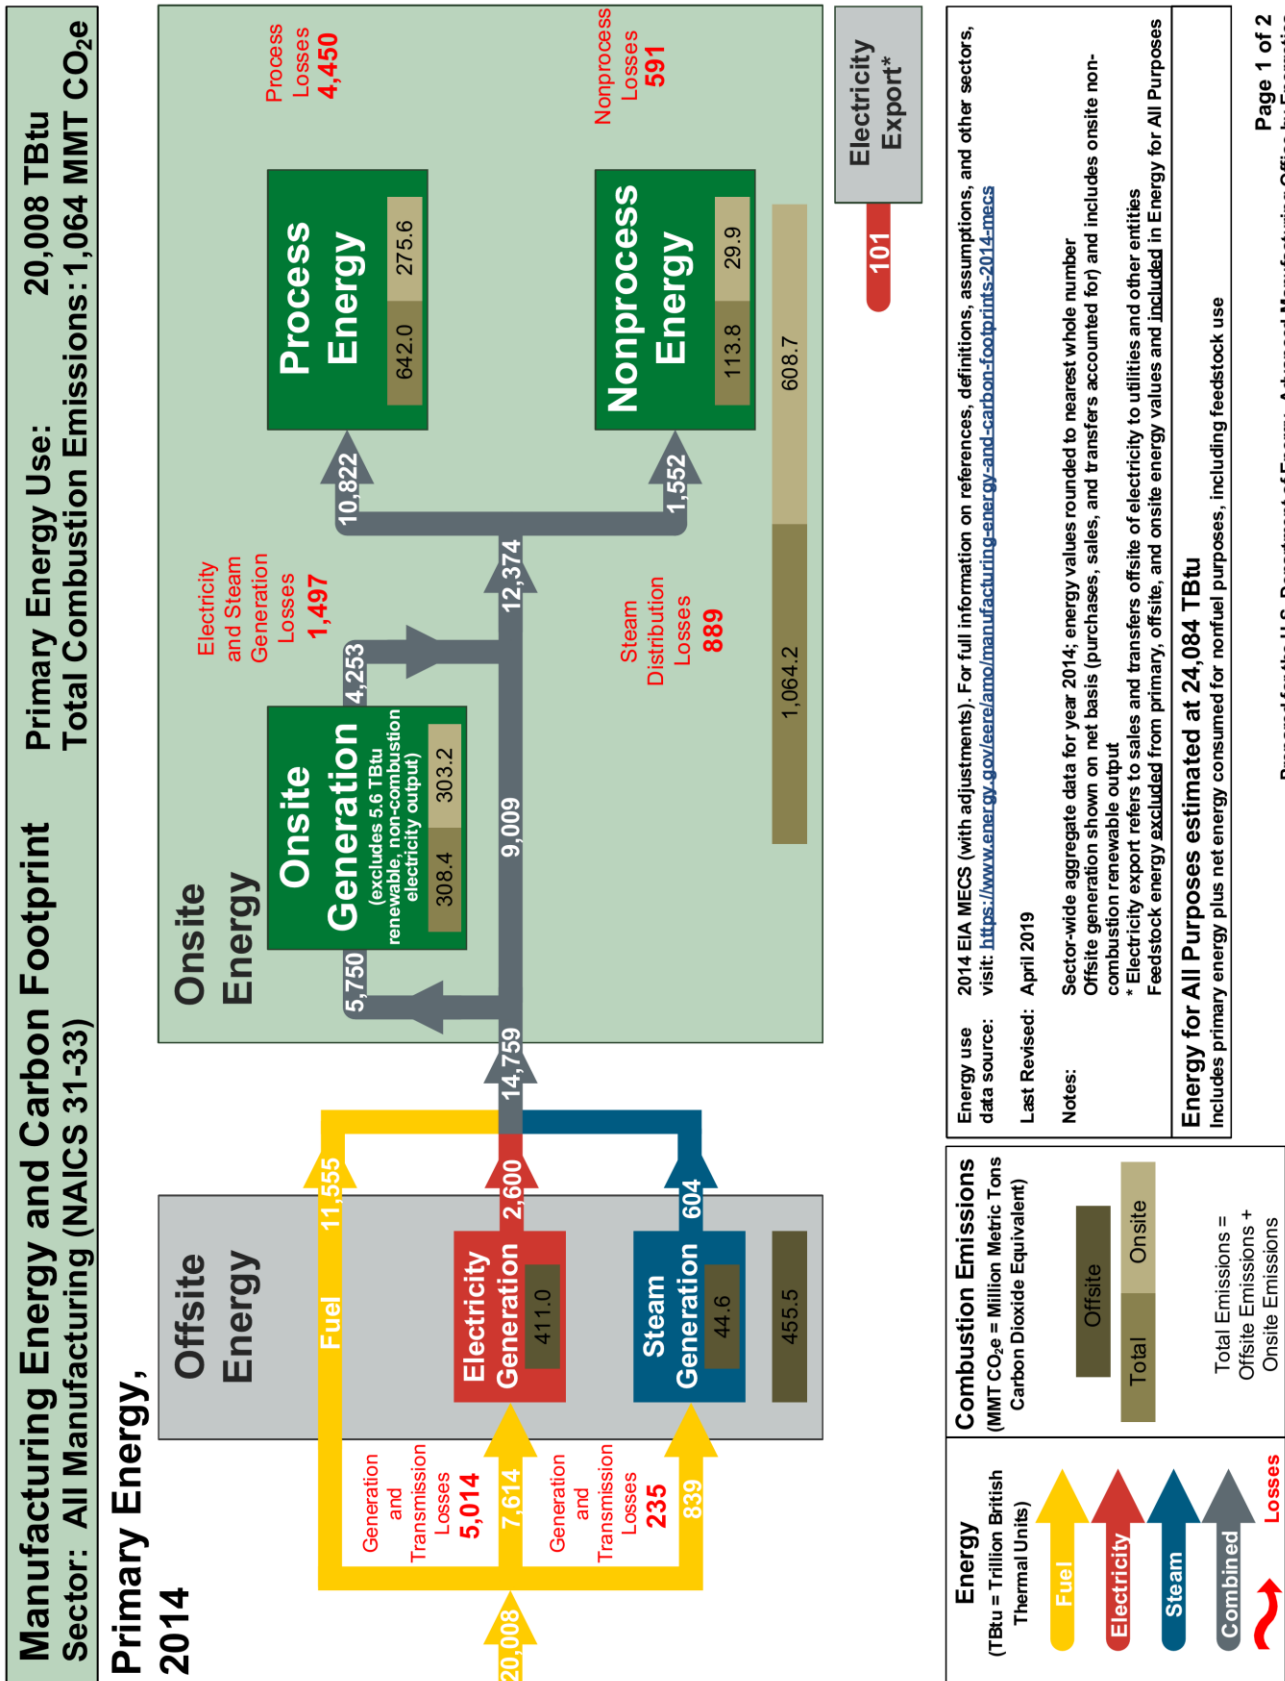 Manufacturing Energy and Carbon Footprint
Sector: All Manufacturing (NAICS 31-33)
Primary Energy Use: 20,008 TBtu
Total Combustion Emissions: 1,064 MMT CO₂e
Primary Energy,
2014
20,008
Fuel
11,555
Generation
and
Transmission
Losses
5,014
7,614
Generation
and
Transmission
Losses
235
839
Offsite
Energy
Electricity
Generation
411.0
2,600
Steam
Generation
44.6
604
455.5
14,759
Onsite
Energy
5,750
Onsite
Generation
(excludes 5.6 TBtu
renewable, non-combustion
electricity output)
308.4 303.2
4,253
9,009
Electricity
and Steam
Generation
Losses
1,497
12,374
Steam
Distribution
Losses
889
10,822
Process
Energy
642.0 275.6
Process
Losses
4,450
1,552
Nonprocess
Energy
113.8 29.9
Nonprocess
Losses
591
1,064.2 608.7
101
Electricity
Export*
Energy
(TBtu = Trillion British
Thermal Units)
Fuel
Electricity
Steam
Combined
Losses
Combustion Emissions
(MMT CO₂e = Million Metric Tons
Carbon Dioxide Equivalent)
Offsite
Total Onsite
Total Emissions =
Offsite Emissions +
Onsite Emissions
Energy use 2014 EIA MECS (with adjustments). For full information on references, definitions, assumptions, and other sectors,
data source: visit: https://www.energy.gov/eere/amo/manufacturing-energy-and-carbon-footprints-2014-mecs
Last Revised: April 2019
Notes: Sector-wide aggregate data for year 2014; energy values rounded to nearest whole number
Offsite generation shown on net basis (purchases, sales, and transfers accounted for) and includes onsite non-
combustion renewable output
* Electricity export refers to sales and transfers offsite of electricity to utilities and other entities
Feedstock energy excluded from primary, offsite, and onsite energy values and included in Energy for All Purposes
Energy for All Purposes estimated at 24,084 TBtu
Includes primary energy plus net energy consumed for nonfuel purposes, including feedstock use
Page 1 of 2